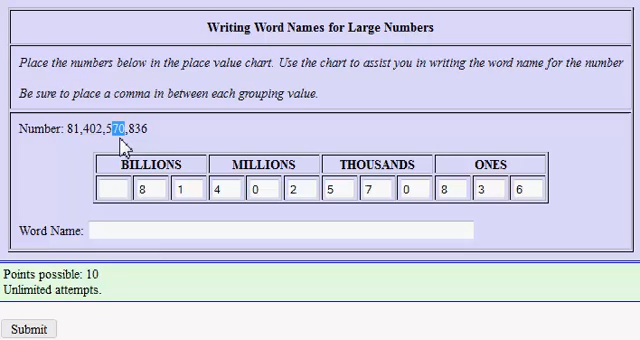 Writing Word Names for Large Numbers
Place the numbers below in the place value chart. Use the chart to assist you in writing the word name for the number
Be sure to place a comma in between each grouping value.
Number: 81,402,570,836
BILLIONS MILLIONS THOUSANDS ONES
8 1 4 0 2 5 7 0 8 3 6
Word Name:
Points possible: 10
Unlimited attempts.
Submit